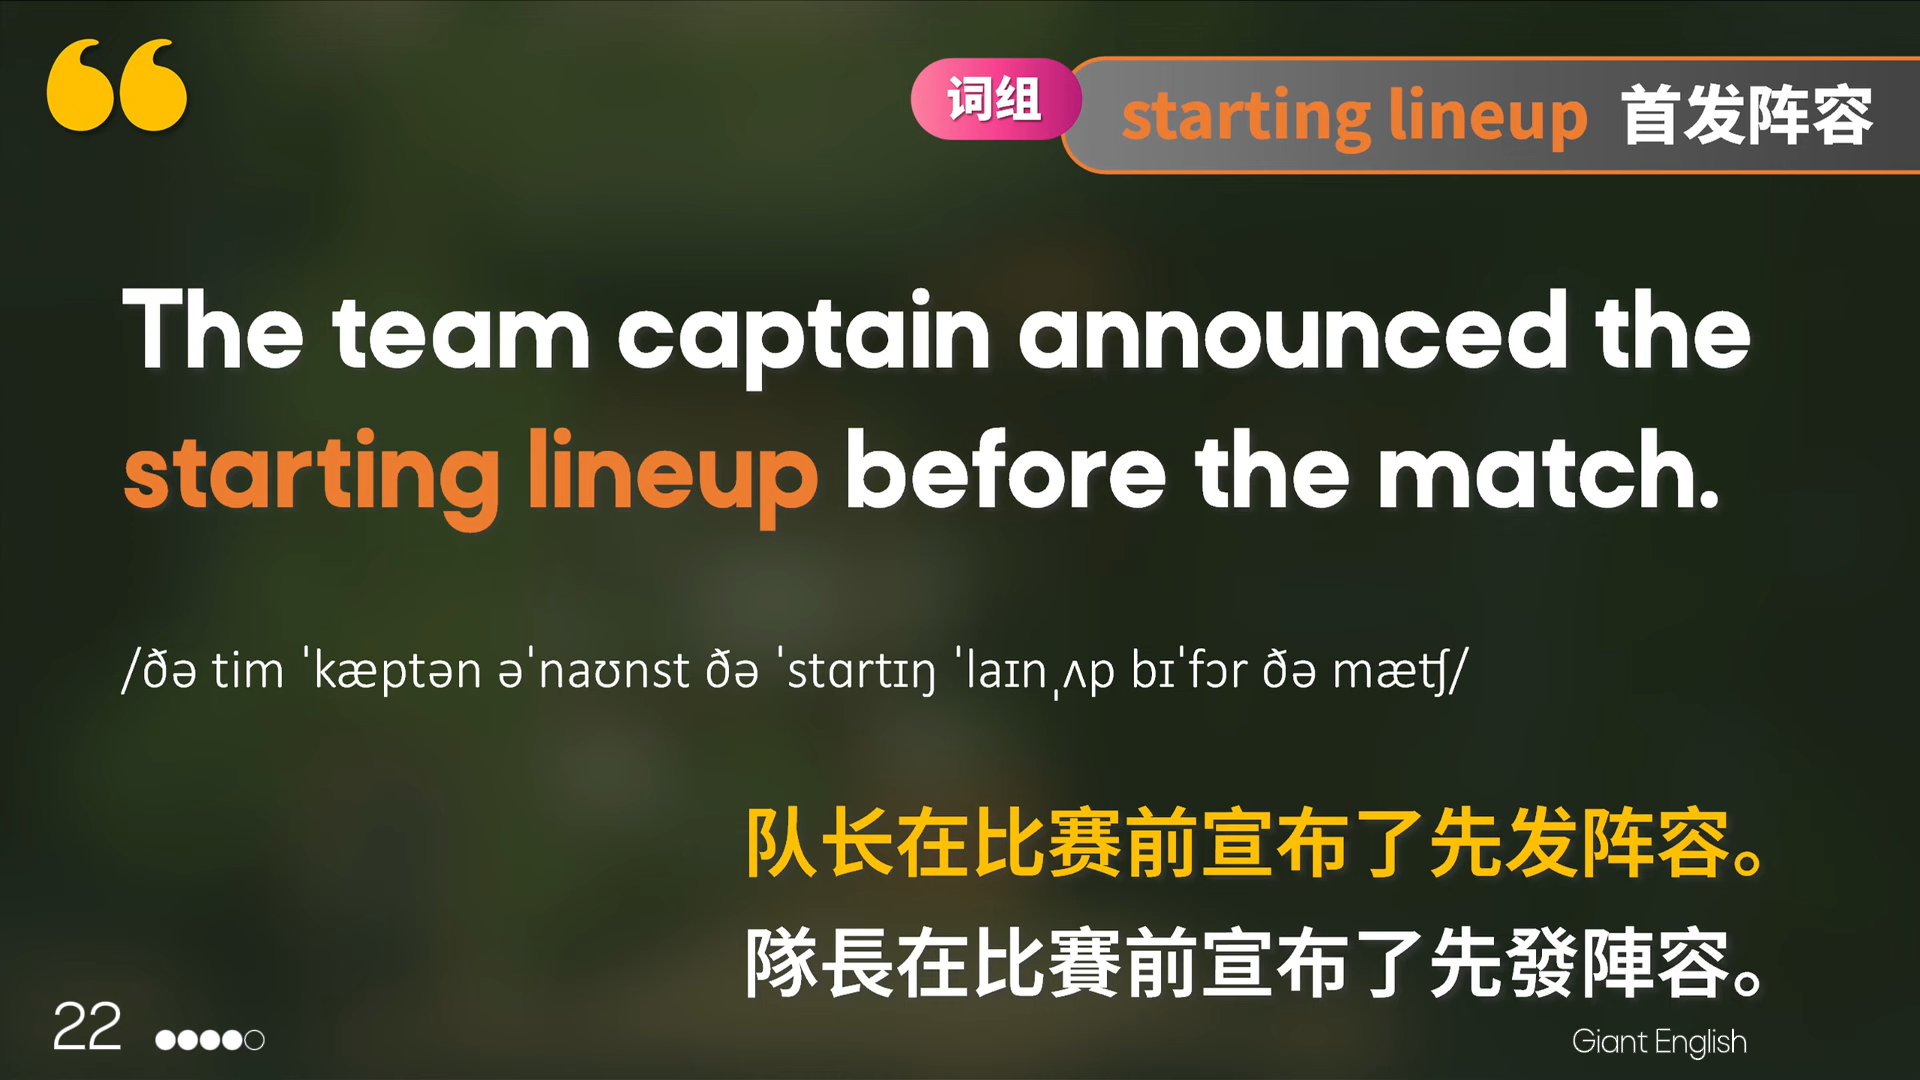 词组
starting lineup 首发阵容
The team captain announced the
starting lineup before the match.
/ðə tim ˈkæptən əˈnaʊnst ðə ˈstɑrtɪŋ ˈlaɪnˌʌp bɪˈfɔr ðə mæʧ/
队长在比赛前宣布了先发阵容。
隊長在比賽前宣布了先發陣容。
22
Giant English